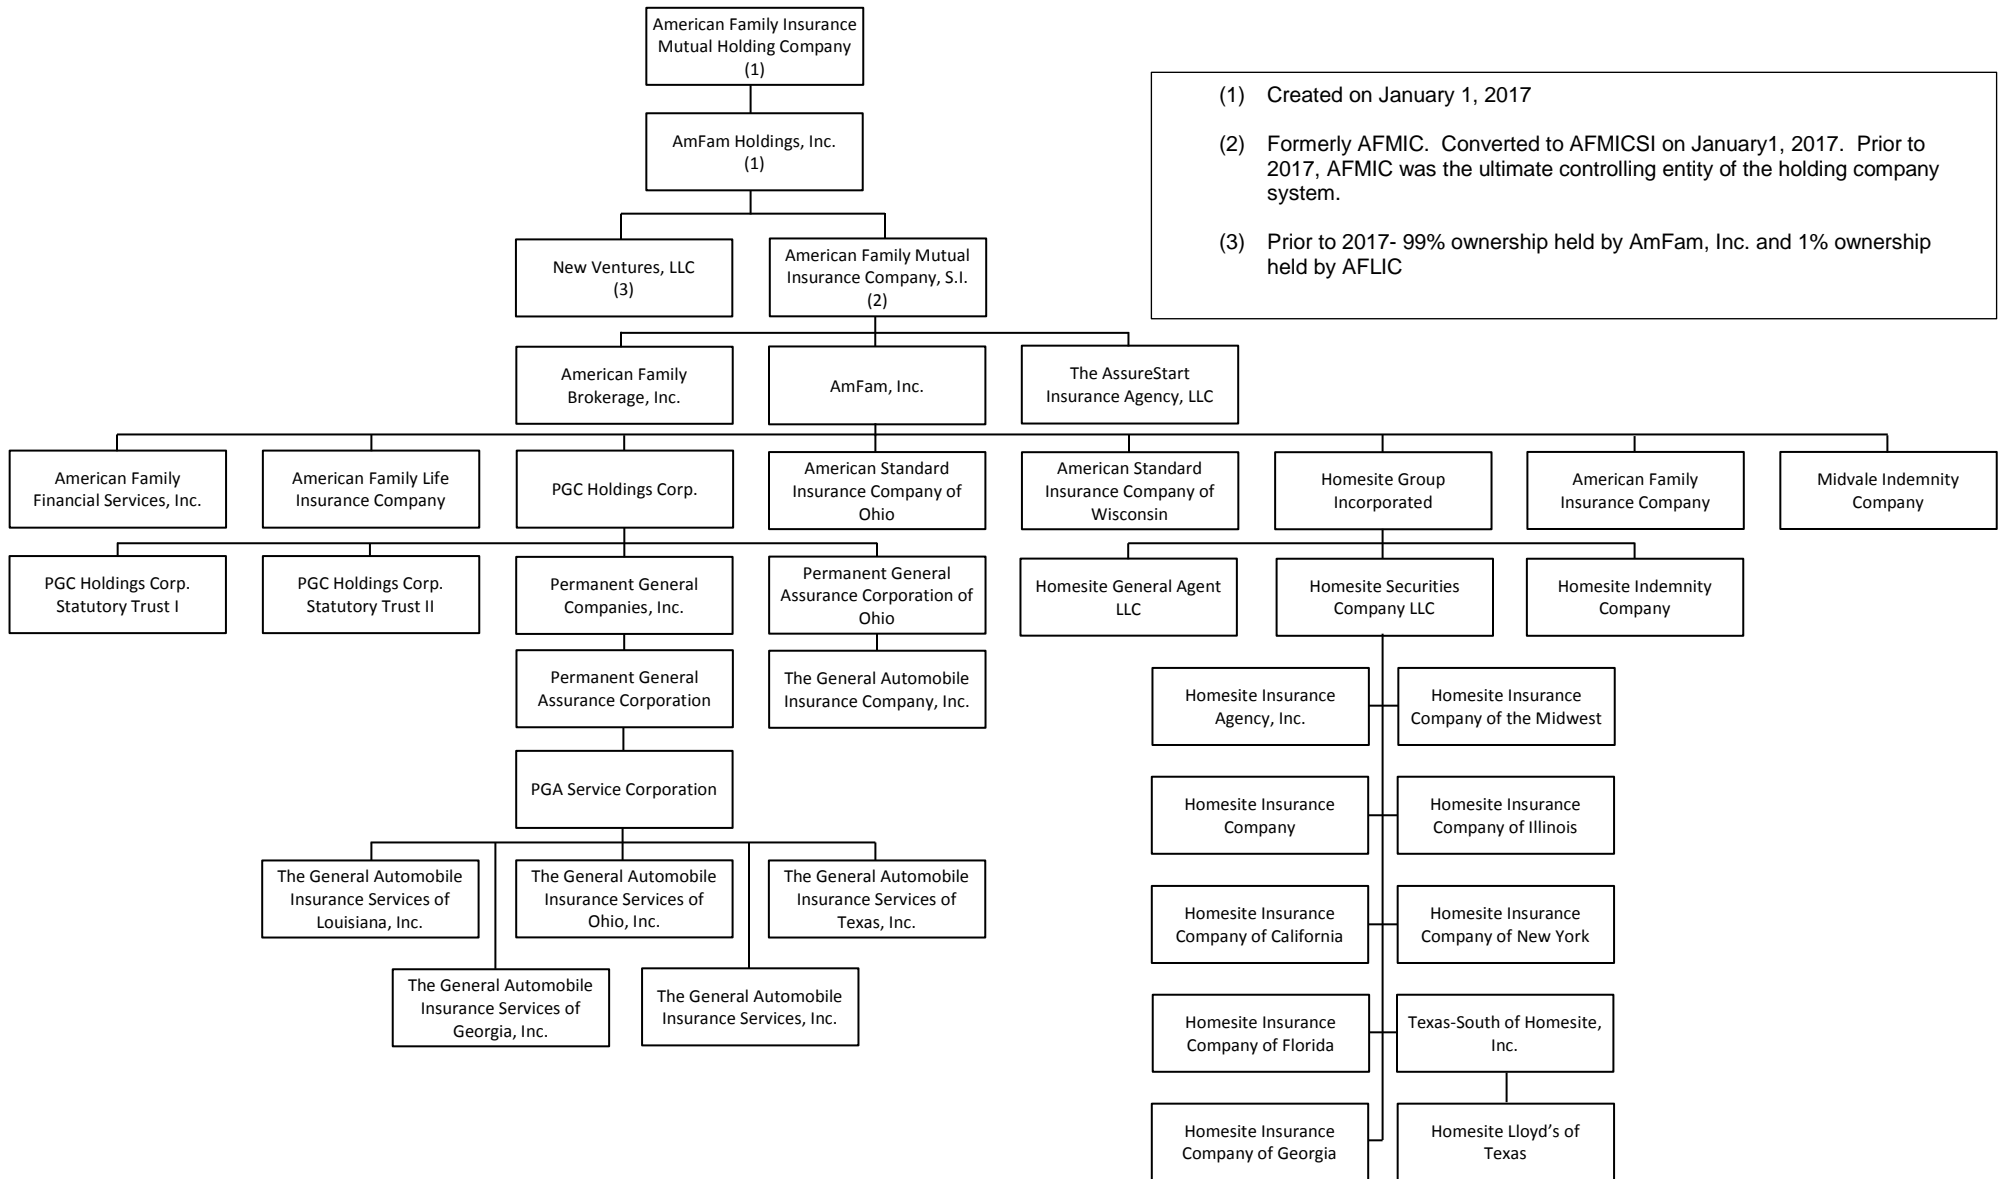 American Family Insurance
Mutual Holding Company
(1)
AmFam Holdings, Inc.
(1)
(1) Created on January 1, 2017
(2) Formerly AFMIC. Converted to AFMICSI on January1, 2017. Prior to
2017, AFMIC was the ultimate controlling entity of the holding company
system.
(3) Prior to 2017- 99% ownership held by AmFam, Inc. and 1% ownership
held by AFLIC
New Ventures, LLC
(3)
American Family Mutual
Insurance Company, S.I.
(2)
American Family
Brokerage, Inc.
AmFam, Inc.
The AssureStart
Insurance Agency, LLC
American Family
Financial Services, Inc.
American Family Life
Insurance Company
PGC Holdings Corp.
American Standard
Insurance Company of
Ohio
American Standard
Insurance Company of
Wisconsin
Homesite Group
Incorporated
American Family
Insurance Company
Midvale Indemnity
Company
PGC Holdings Corp.
Statutory Trust I
PGC Holdings Corp.
Statutory Trust II
Permanent General
Companies, Inc.
Permanent General
Assurance Corporation of
Ohio
Homesite General Agent
LLC
Homesite Securities
Company LLC
Homesite Indemnity
Company
Permanent General
Assurance Corporation
The General Automobile
Insurance Company, Inc.
PGA Service Corporation
The General Automobile
Insurance Services of
Louisiana, Inc.
The General Automobile
Insurance Services of
Ohio, Inc.
The General Automobile
Insurance Services of
Texas, Inc.
The General Automobile
Insurance Services of
Georgia, Inc.
The General Automobile
Insurance Services, Inc.
Homesite Insurance
Agency, Inc.
Homesite Insurance
Company of the Midwest
Homesite Insurance
Company
Homesite Insurance
Company of Illinois
Homesite Insurance
Company of California
Homesite Insurance
Company of New York
Homesite Insurance
Company of Florida
Texas-South of Homesite,
Inc.
Homesite Insurance
Company of Georgia
Homesite Lloyd’s of
Texas